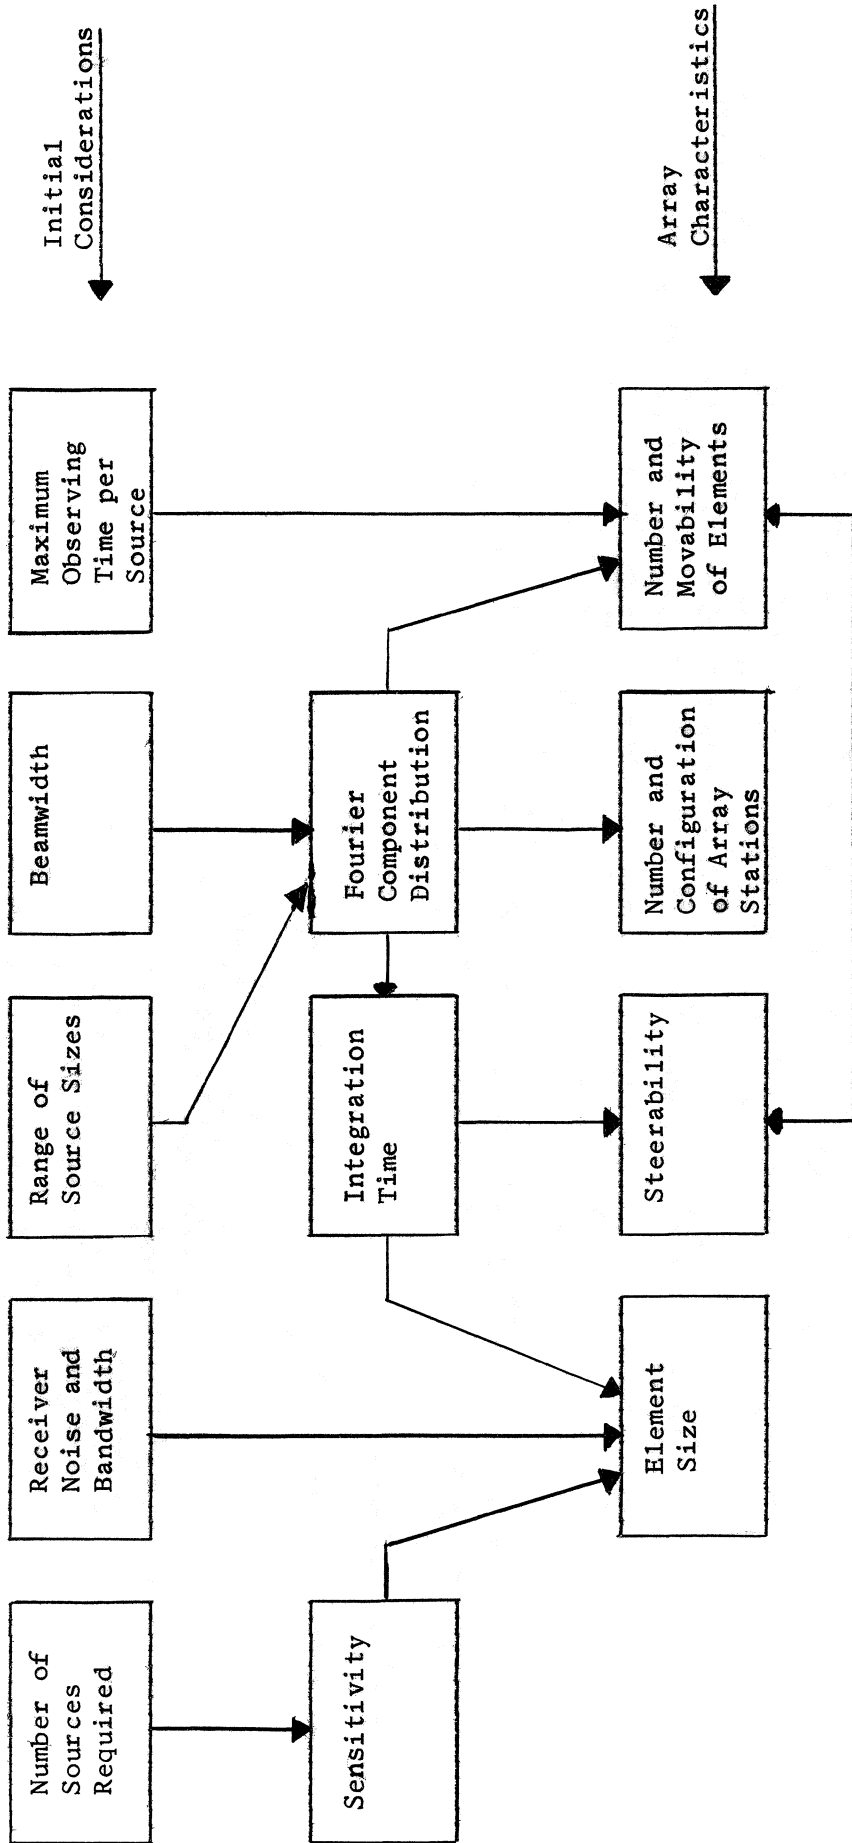 Number of
Sources
Required
Receiver
Noise and
Bandwidth
Range of
Source Sizes
Beamwidth
Maximum
Observing
Time per
Source
Initial
Considerations
Sensitivity
Integration
Time
Fourier
Component
Distribution
Element
Size
Steerability
Number and
Configuration
of Array
Stations
Number and
Movability
of Elements
Array
Characteristics